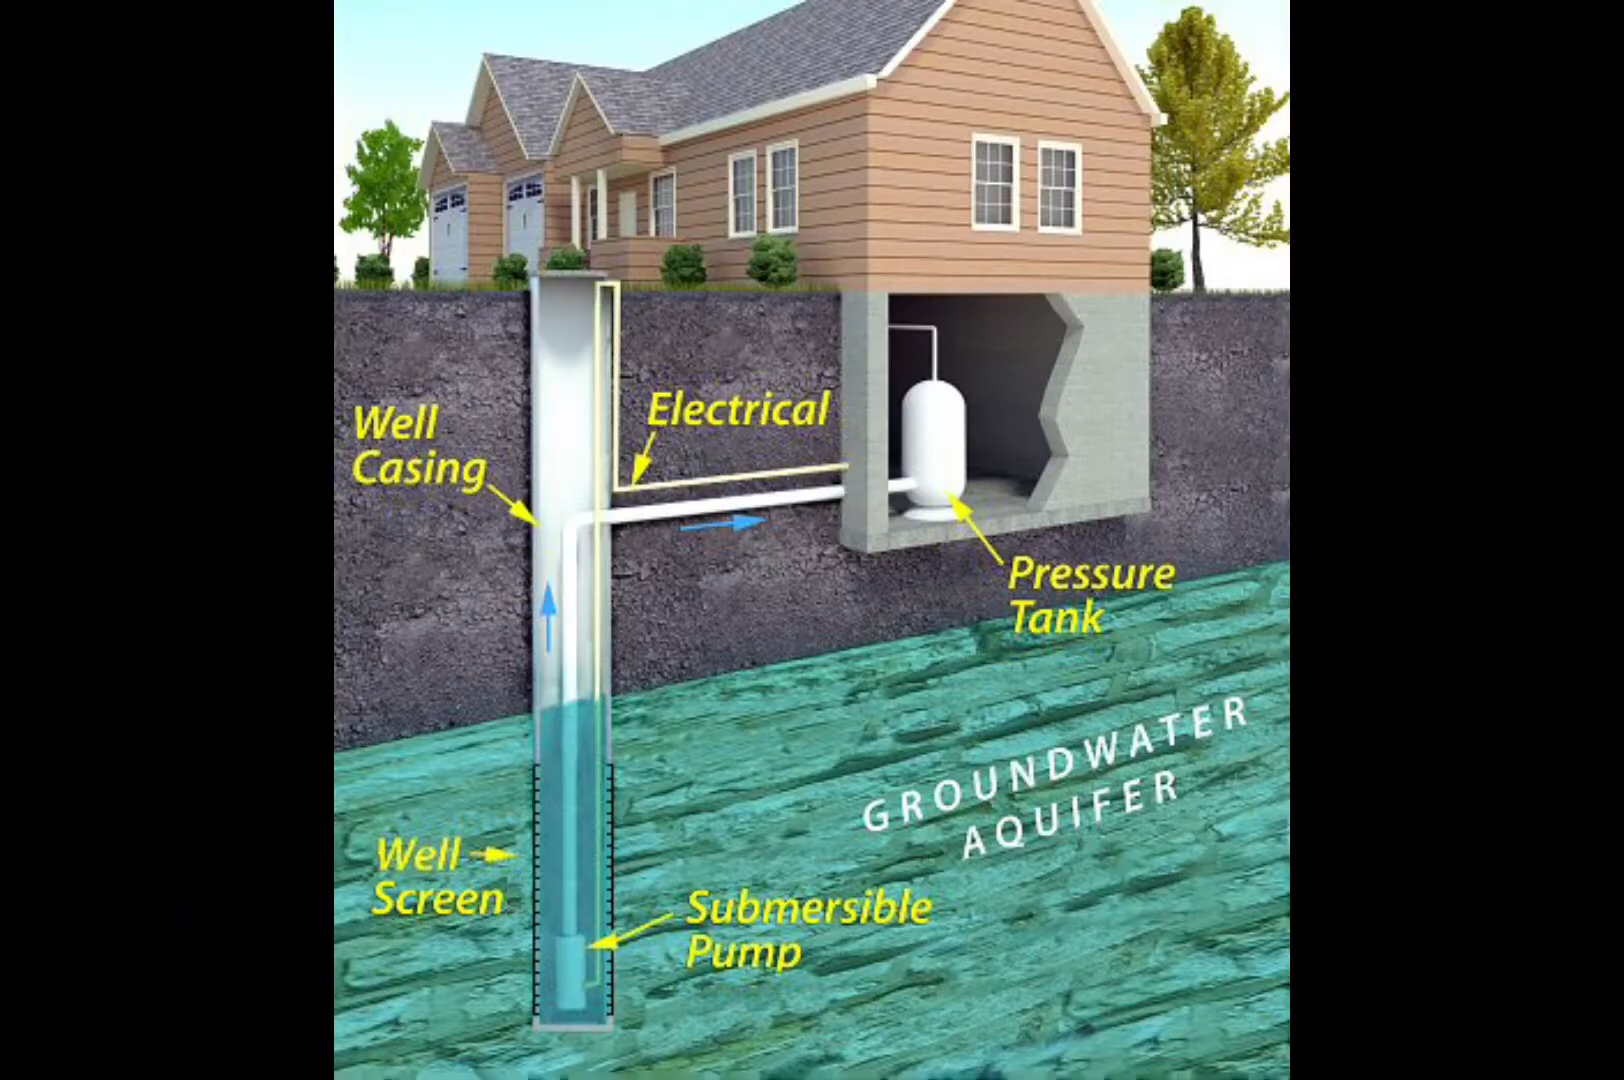 Electrical
Well
Casing
Pressure
Tank
GROUNDWATER
AQUIFER
Well
Screen
Submersible
Pump